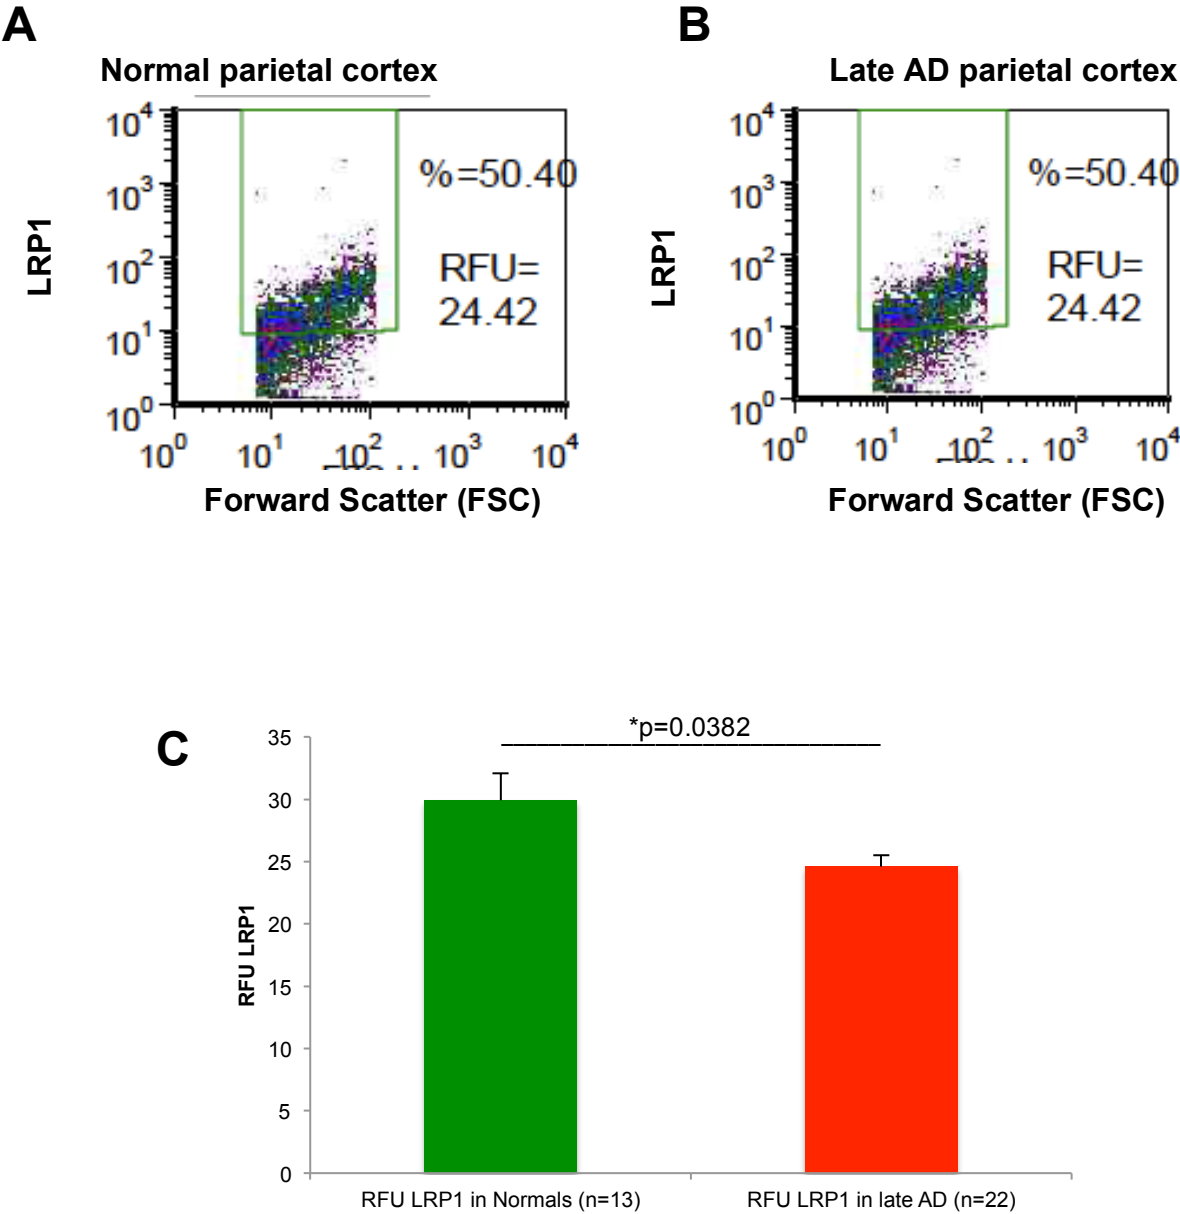 A
B
Normal parietal cortex
Late AD parietal cortex
10⁴
10³
10²
10¹
10⁰
LRP1
%=50.40
RFU=
24.42
10⁰ 10¹ 10² 10³ 10⁴
Forward Scatter (FSC)
10⁴
10³
10²
10¹
10⁰
LRP1
%=50.40
RFU=
24.42
10⁰ 10¹ 10² 10³ 10⁴
Forward Scatter (FSC)
C
*p=0.0382
35
30
25
20
15
10
5
0
RFU LRP1
RFU LRP1 in Normals (n=13)
RFU LRP1 in late AD (n=22)